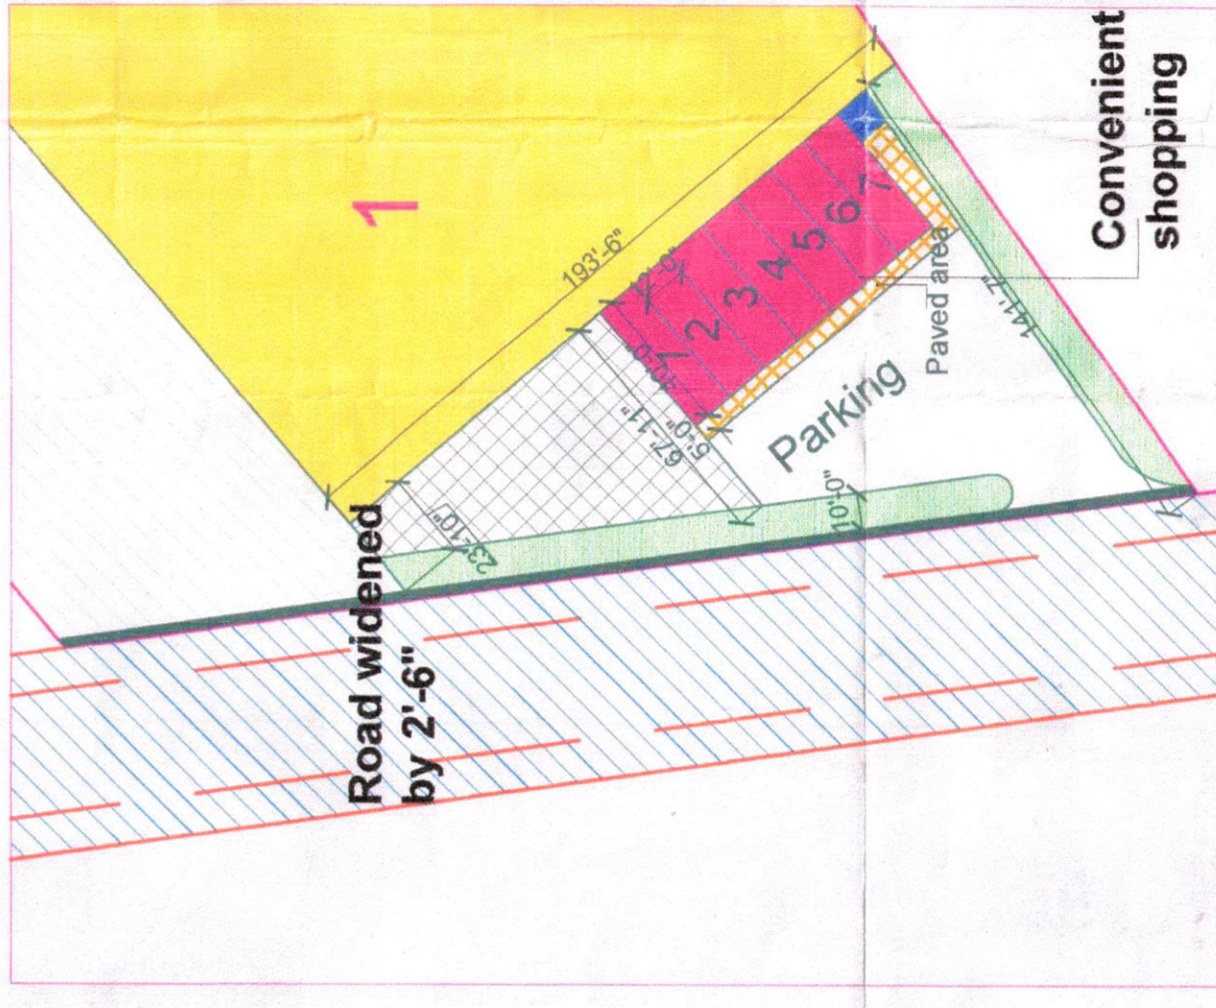 1
Road widened
by 2'-6"
193'-6"
12'-0"
23'-10"
67'-11"
40'-0"
5'-0"
1
2
3
4
5
6
7
Parking
Paved area
10'-0"
141'-7"
Convenient
shopping